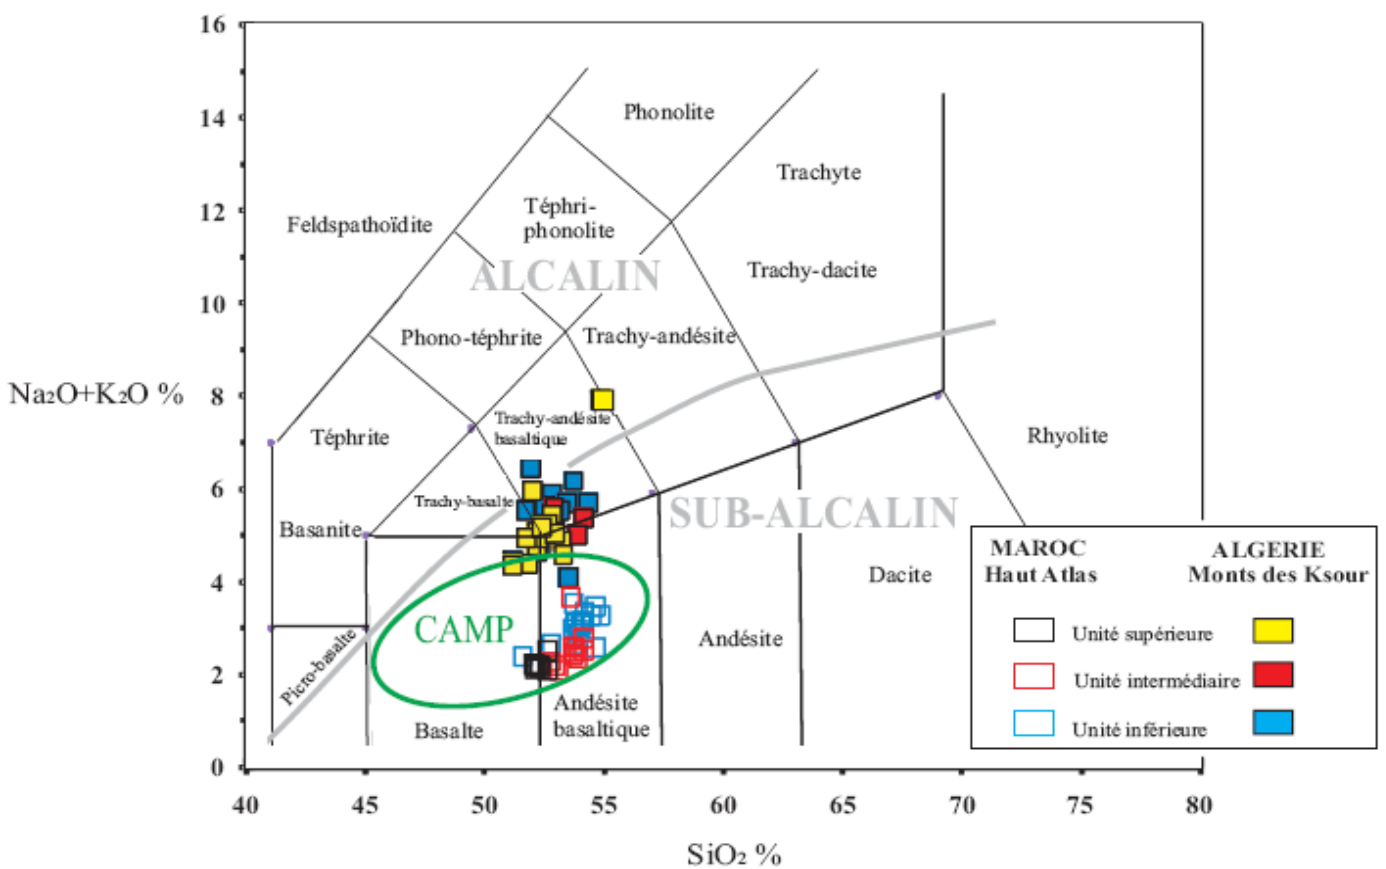 16
14
12
10
8
6
4
2
0
Na₂O+K₂O %
40
45
50
55
60
65
70
75
80
SiO₂ %
Phonolite
Trachyte
Téphri-
phonolite
Feldspathoïdite
ALCALIN
Trachy-dacite
Phono-téphrite
Trachy-andésite
Trachy-andésite
basaltique
Téphrite
Rhyolite
Trachy-basalte
SUB-ALCALIN
Basanite
Dacite
CAMP
Andésite
Picro-basalte
Basalte
Andésite
basaltique
MAROC
Haut Atlas
ALGERIE
Monts des Ksour
Unité supérieure
Unité intermédiaire
Unité inférieure